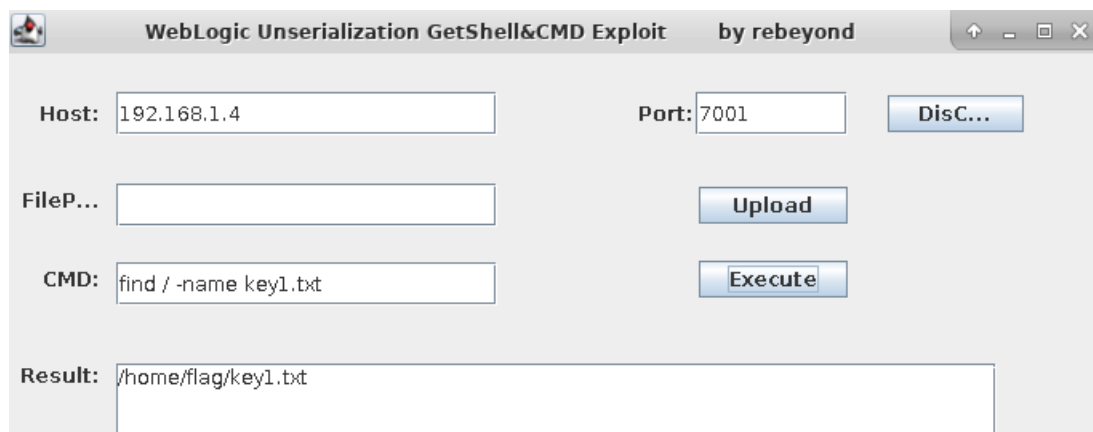 WebLogic Unserialization GetShell&CMD Exploit by rebeyond
Host: 192.168.1.4 Port: 7001 DisC...
FileP... Upload
CMD: find / -name key1.txt Execute
Result: /home/flag/key1.txt